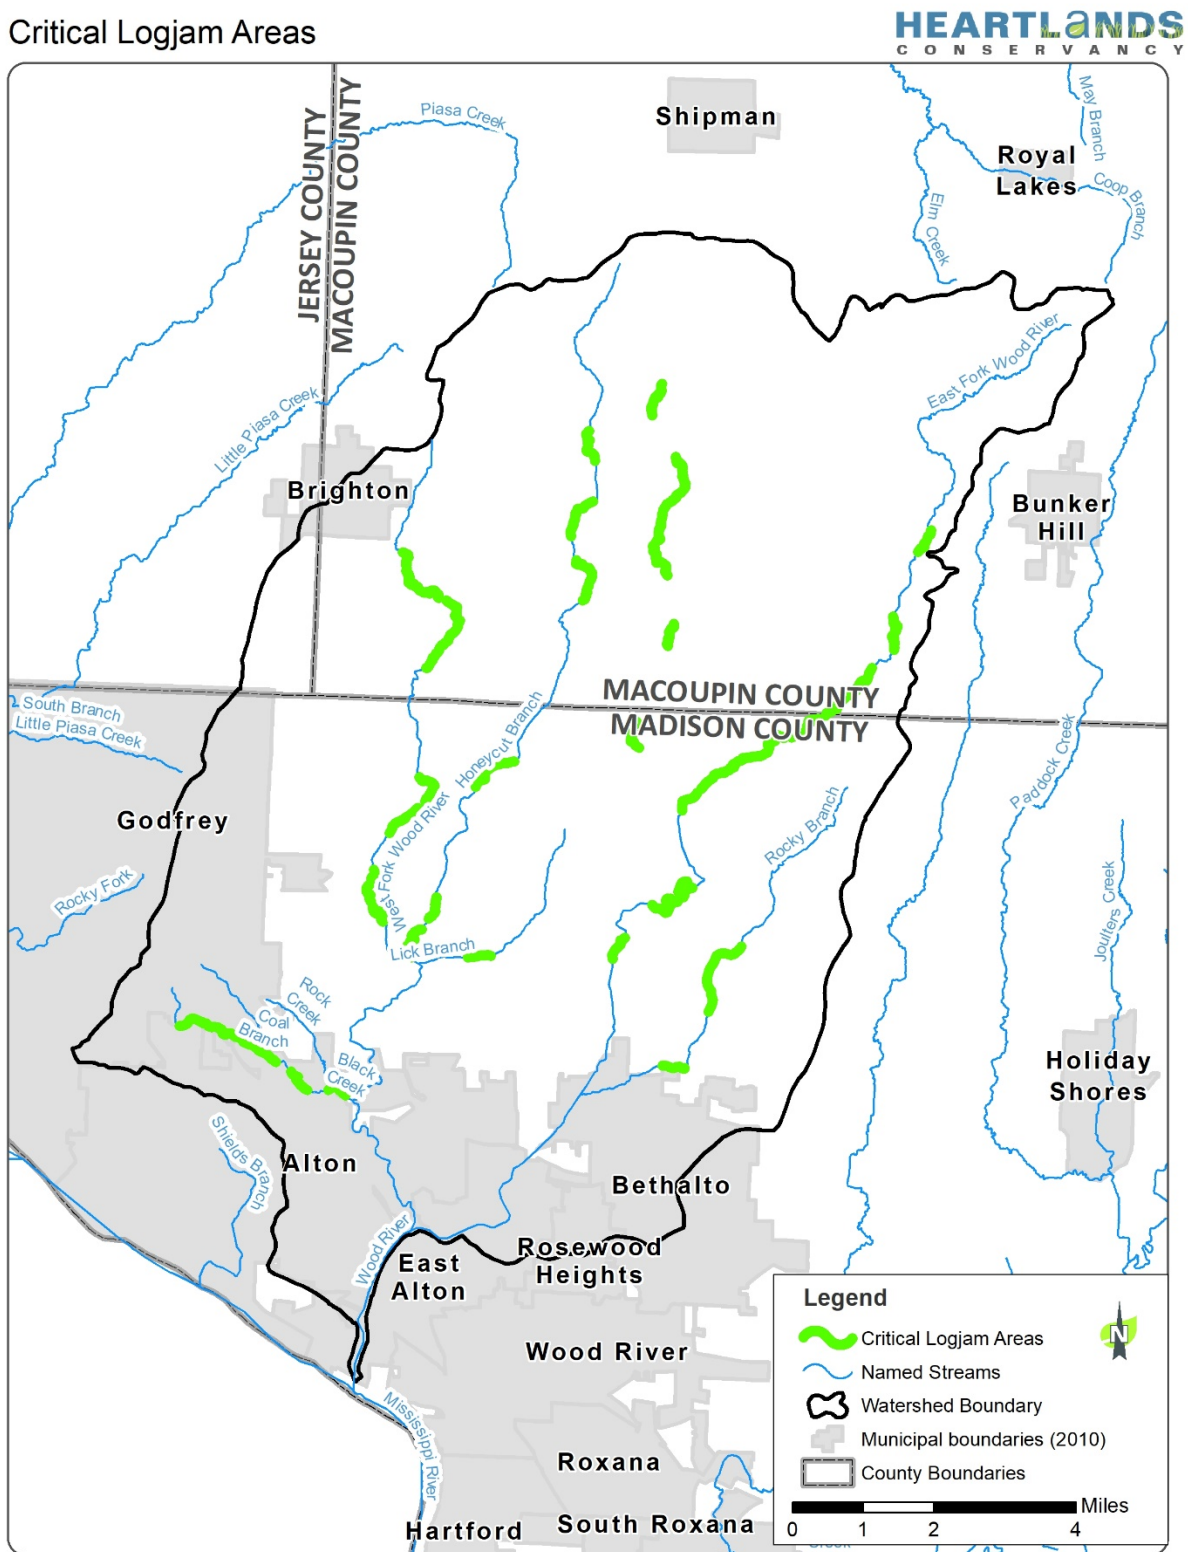 Critical Logjam Areas
HEARTLaNDS
CONSERVANCY
JERSEY COUNTY
MACOUPIN COUNTY
Piasa Creek
Shipman
May Branch
Royal
Lakes
Coop Branch
Elm Creek
East Fork Wood River
Little Piasa Creek
Brighton
Bunker
Hill
MACOUPIN COUNTY
MADISON COUNTY
South Branch
Little Piasa Creek
Honeycut Branch
Paddock Creek
Godfrey
West Fork Wood River
Rocky Branch
Rocky Fork
Joulters Creek
Lick Branch
Rock
Creek
Coal
Branch
Black
Creek
Holiday
Shores
Shields Branch
Alton
Bethalto
Wood River
East
Alton
Rosewood
Heights
Wood River
Mississippi River
Roxana
Hartford
South Roxana
Legend
Critical Logjam Areas
N
Named Streams
Watershed Boundary
Municipal boundaries (2010)
County Boundaries
Miles
0 1 2 4